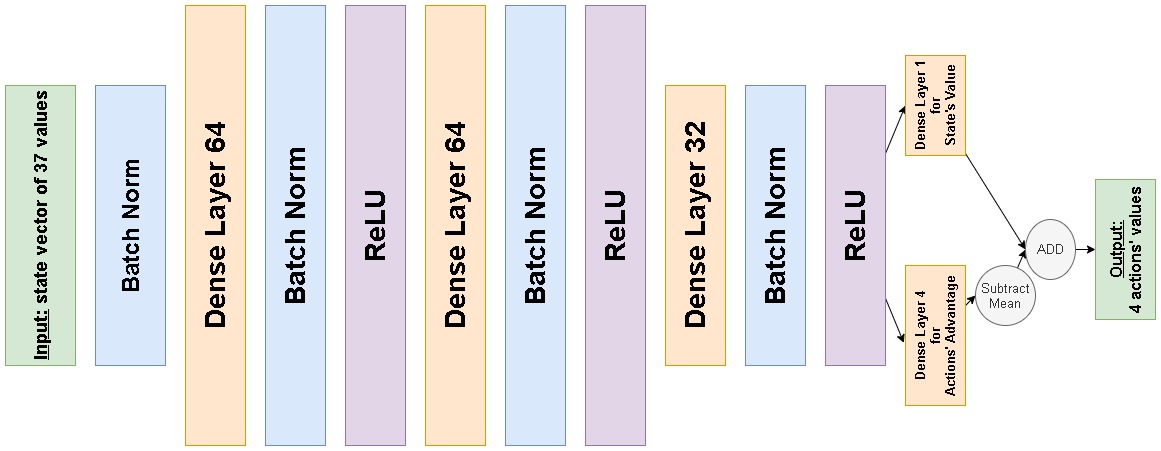 Input: state vector of 37 values
Batch Norm
Dense Layer 64
Batch Norm
ReLU
Dense Layer 64
Batch Norm
ReLU
Dense Layer 32
Batch Norm
ReLU
Dense Layer 1
for
State's Value
Dense Layer 4
for
Actions' Advantage
Subtract
Mean
ADD
Output:
4 actions' values